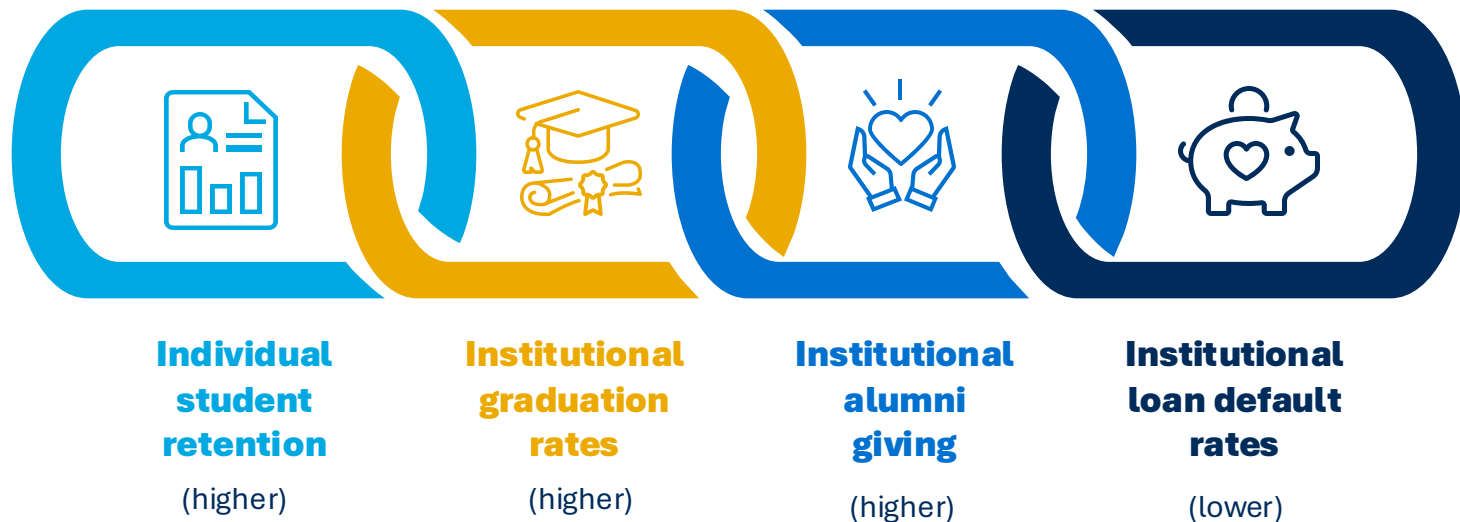 Individual
student
retention
(higher)
Institutional
graduation
rates
(higher)
Institutional
alumni
giving
(higher)
Institutional
loan default
rates
(lower)